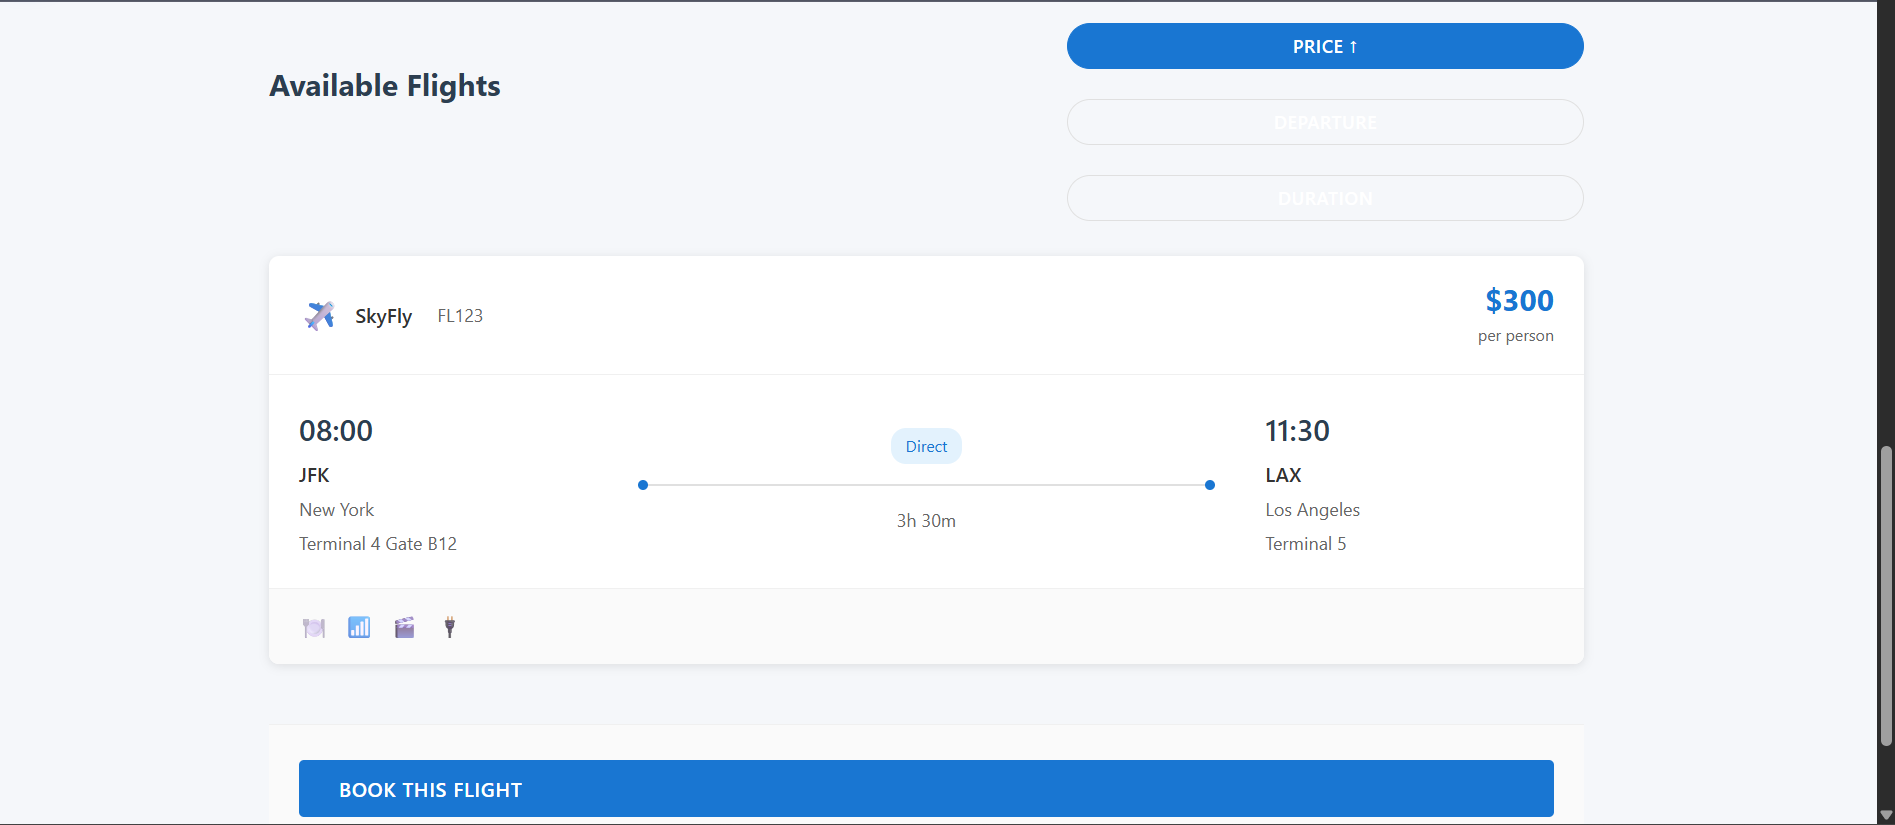 PRICE ↑
Available Flights
DEPARTURE
DURATION
SkyFly FL123
$300
per person
08:00
JFK
New York
Terminal 4 Gate B12
Direct
3h 30m
11:30
LAX
Los Angeles
Terminal 5
BOOK THIS FLIGHT